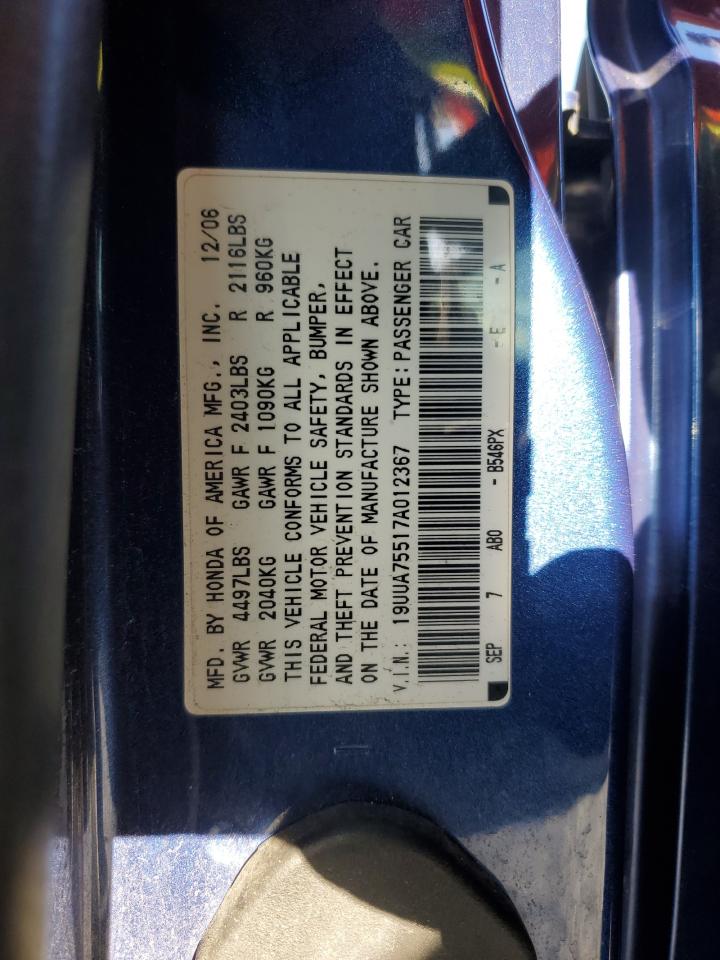 MFD. BY HONDA OF AMERICA MFG., INC. 12/06
GVWR 4497LBS GAWR F 2403LBS R 2116LBS
GVWR 2040KG GAWR F 1090KG R 960KG
THIS VEHICLE CONFORMS TO ALL APPLICABLE
FEDERAL MOTOR VEHICLE SAFETY, BUMPER,
AND THEFT PREVENTION STANDARDS IN EFFECT
ON THE DATE OF MANUFACTURE SHOWN ABOVE.
V.I.N.: 19UUA75517A012367 TYPE:PASSENGER CAR
SEP 7 ABO - B546PX - E - A